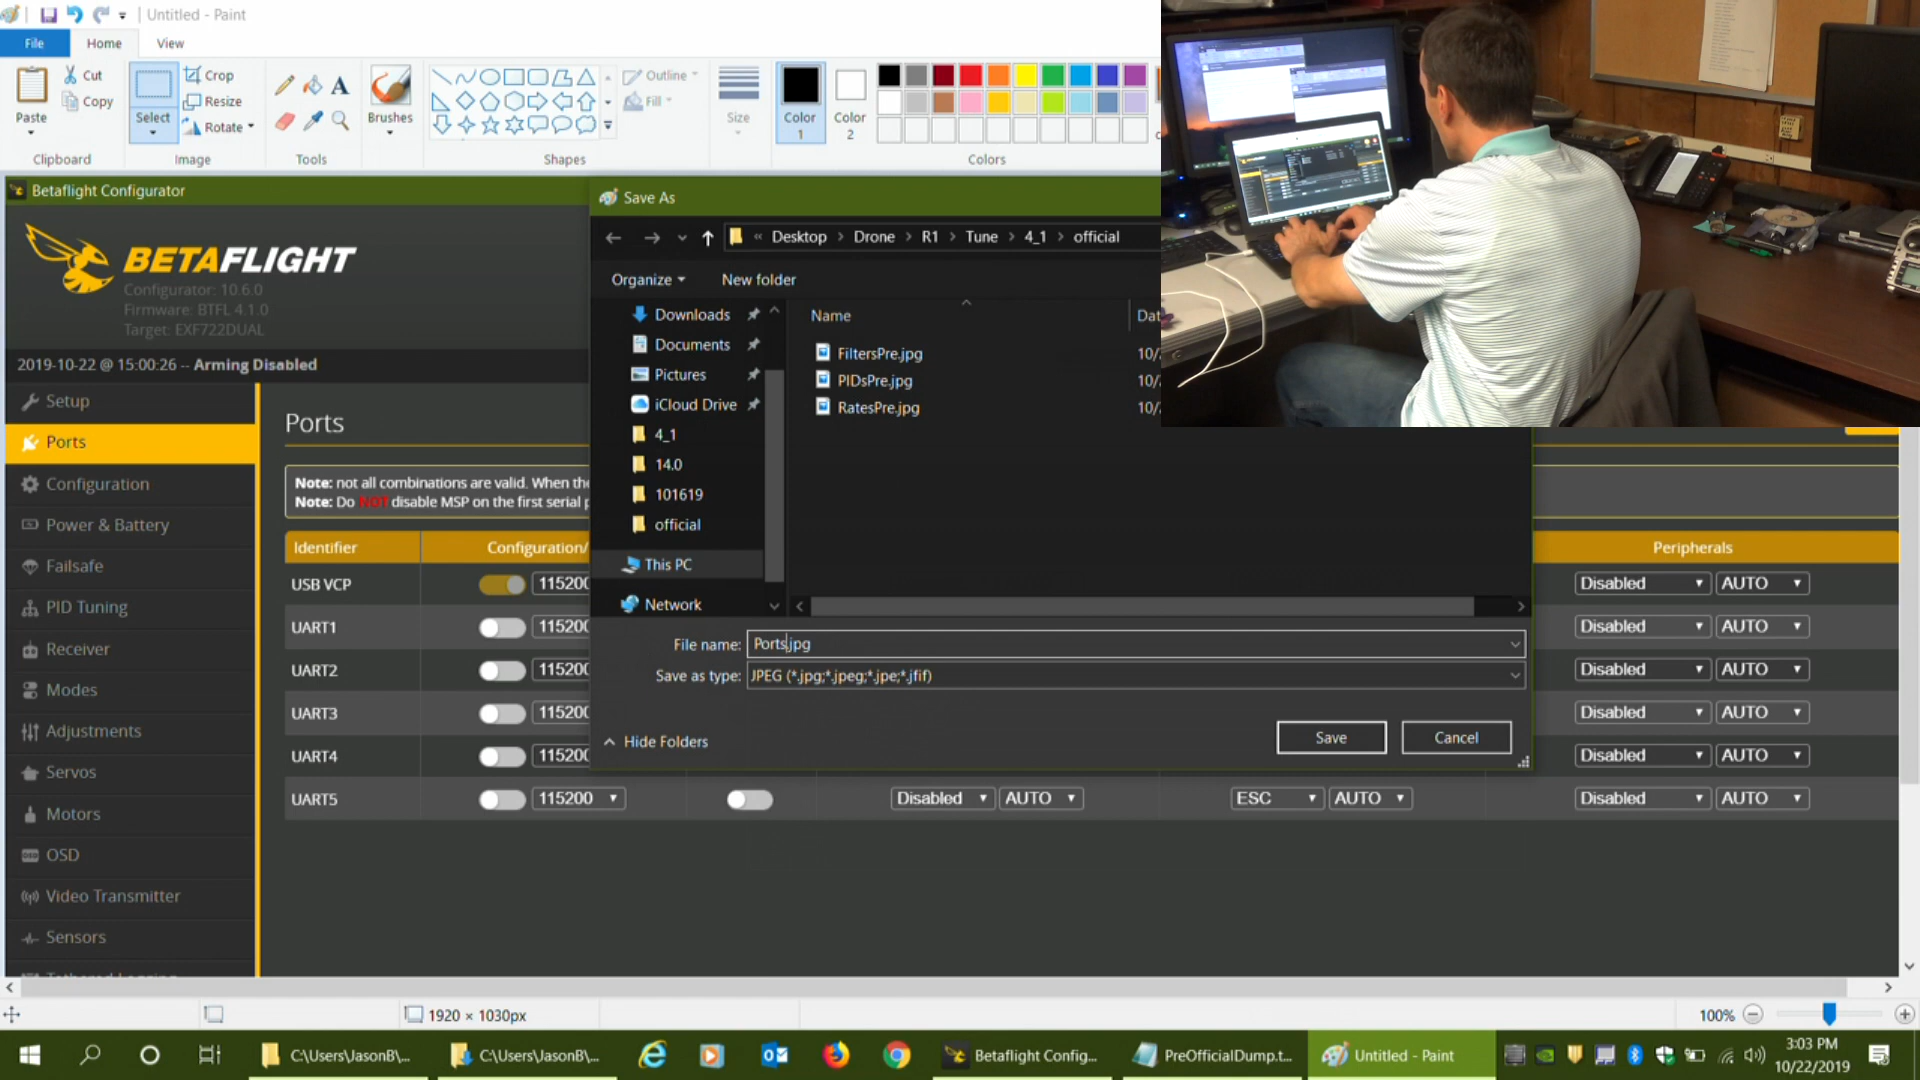 Untitled - Paint
File
Home
View
Paste
Cut
Copy
Clipboard
Select
Crop
Resize
Rotate
Image
Tools
Brushes
Shapes
Outline
Fill
Size
Color 1
Color 2
Colors
Betaflight Configurator
BETAFLIGHT
Configurator: 10.6.0
Firmware: BTFL 4.1.0
Target: EXF722DUAL
2019-10-22 @ 15:00:26 -- Arming Disabled
Setup
Ports
Configuration
Power & Battery
Failsafe
PID Tuning
Receiver
Modes
Adjustments
Servos
Motors
OSD
Video Transmitter
Sensors
Ports
Note: not all combinations are valid. When the
Note: Do NOT disable MSP on the first serial p
Identifier Configuration/ Peripherals
USB VCP 115200 Disabled AUTO
UART1 115200 Disabled AUTO
UART2 115200 Disabled AUTO
UART3 115200 Disabled AUTO
UART4 115200 Disabled AUTO
UART5 115200 Disabled AUTO ESC AUTO Disabled AUTO
Save As
« Desktop > Drone > R1 > Tune > 4_1 > official
Organize
New folder
Downloads
Documents
Pictures
iCloud Drive
4_1
14.0
101619
official
This PC
Network
Name Dat
FiltersPre.jpg 10/
PIDsPre.jpg 10/
RatesPre.jpg 10/
File name: Ports.jpg
Save as type: JPEG (*.jpg;*.jpeg;*.jpe;*.jfif)
Hide Folders
Save
Cancel
1920 × 1030px
100%
C:\Users\JasonB\...
C:\Users\JasonB\...
Betaflight Config...
PreOfficialDump.t...
Untitled - Paint
3:03 PM
10/22/2019